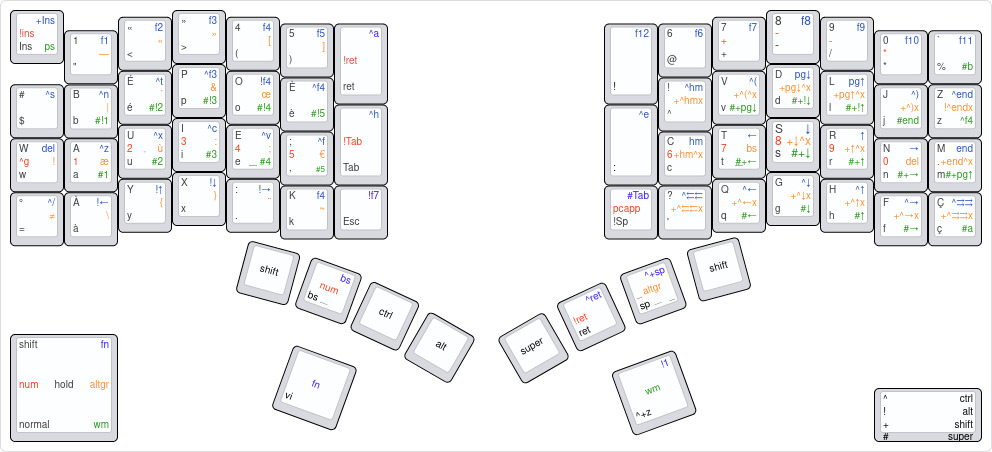 +Ins
!ins
Ins ps
1 f1
—
"
« f2
“
<
» f3
”
>
4 f4
[
(
5 f5
]
)
^a
!ret
ret
f12
!
6 f6
@
7 f7
+
+
8 f8
-
-
9 f9
-
/
0 f10
*
*
` f11
% #b
# ^s
$
B ^n
|
b #!1
É ^t
é #!2
P ^f3
&
p #!3
O !f4
œ
o #!4
È ^f4
è #!5
^h
!Tab
Tab
^e
:
! ^hm
+^hmx
^
V ^(
+^(^x
v #+pg↓
D pg↓
+pg↓^x
d #+!↓
L pg↑
+pg↑^x
l #+!↑
J ^)
+^)x
j #end
Z ^end
!^endx
z ^f4
W del
^g !
w
A ^z
1 æ
a #1
U ^x
2 . ù
u #2
I ^c
3 :
i #3
E ^v
4 ;
e _ #4
; ^f
5 €
, #5
C hm
6 +hm^x
c
T ←
7 bs
t #+←
S ↓
8 +↓^x
s #+↓
R ↑
9 +↑^x
r #+↑
N →
0 del
n #+→
M end
.+end^x
m #+pg↑
° ^/
≠
=
À !←
\
à
Y !↑
{
y
X !↓
}
x
: !→
~
.
K
~
k
!f7
Esc
#Tab
pcapp
!Sp
? ^⇇
+^⇇x
'
Q ^←
+^←x
q #←
G ^↓
+^↓x
g #↓
H ^↑
+^↑x
h #↑
F ^→
+^→x
f #→
Ç ^⇉
+^⇉x
ç #a
shift
bs
num
bs _
ctrl
alt
super
^ret
!ret
ret
^+sp
_ altgr
sp _ _
shift
fn
vi
!1
wm
^+z
shift fn
num hold altgr
normal wm
^ ctrl
! alt
+ shift
# super